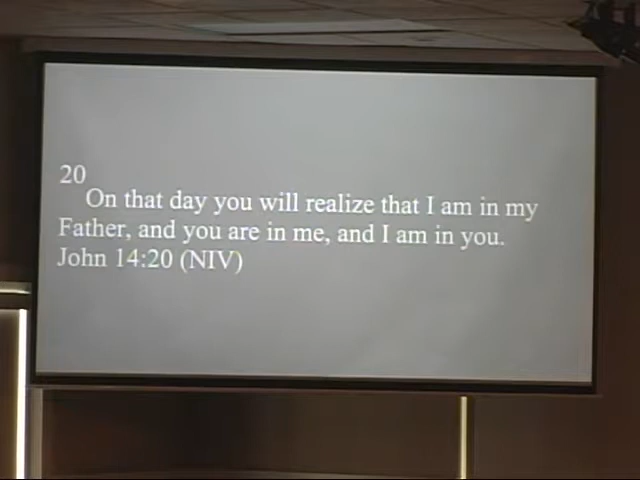 20
On that day you will realize that I am in my
Father, and you are in me, and I am in you.
John 14:20 (NIV)